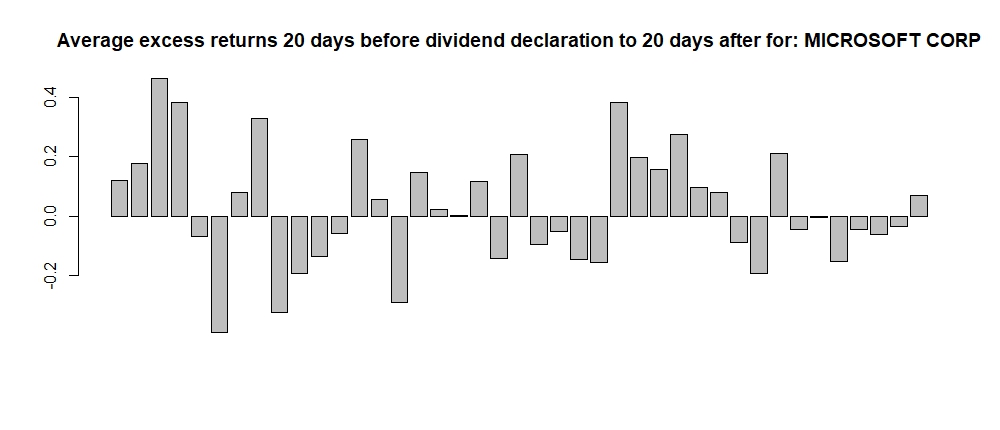 Average excess returns 20 days before dividend declaration to 20 days after for: MICROSOFT CORP
0.4
0.2
0.0
-0.2